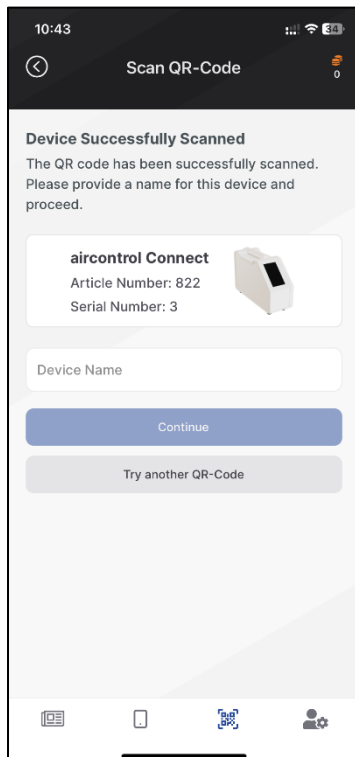 10:43
34
Scan QR-Code
0
Device Successfully Scanned
The QR code has been successfully scanned.
Please provide a name for this device and
proceed.
aircontrol Connect
Article Number: 822
Serial Number: 3
Device Name
Continue
Try another QR-Code